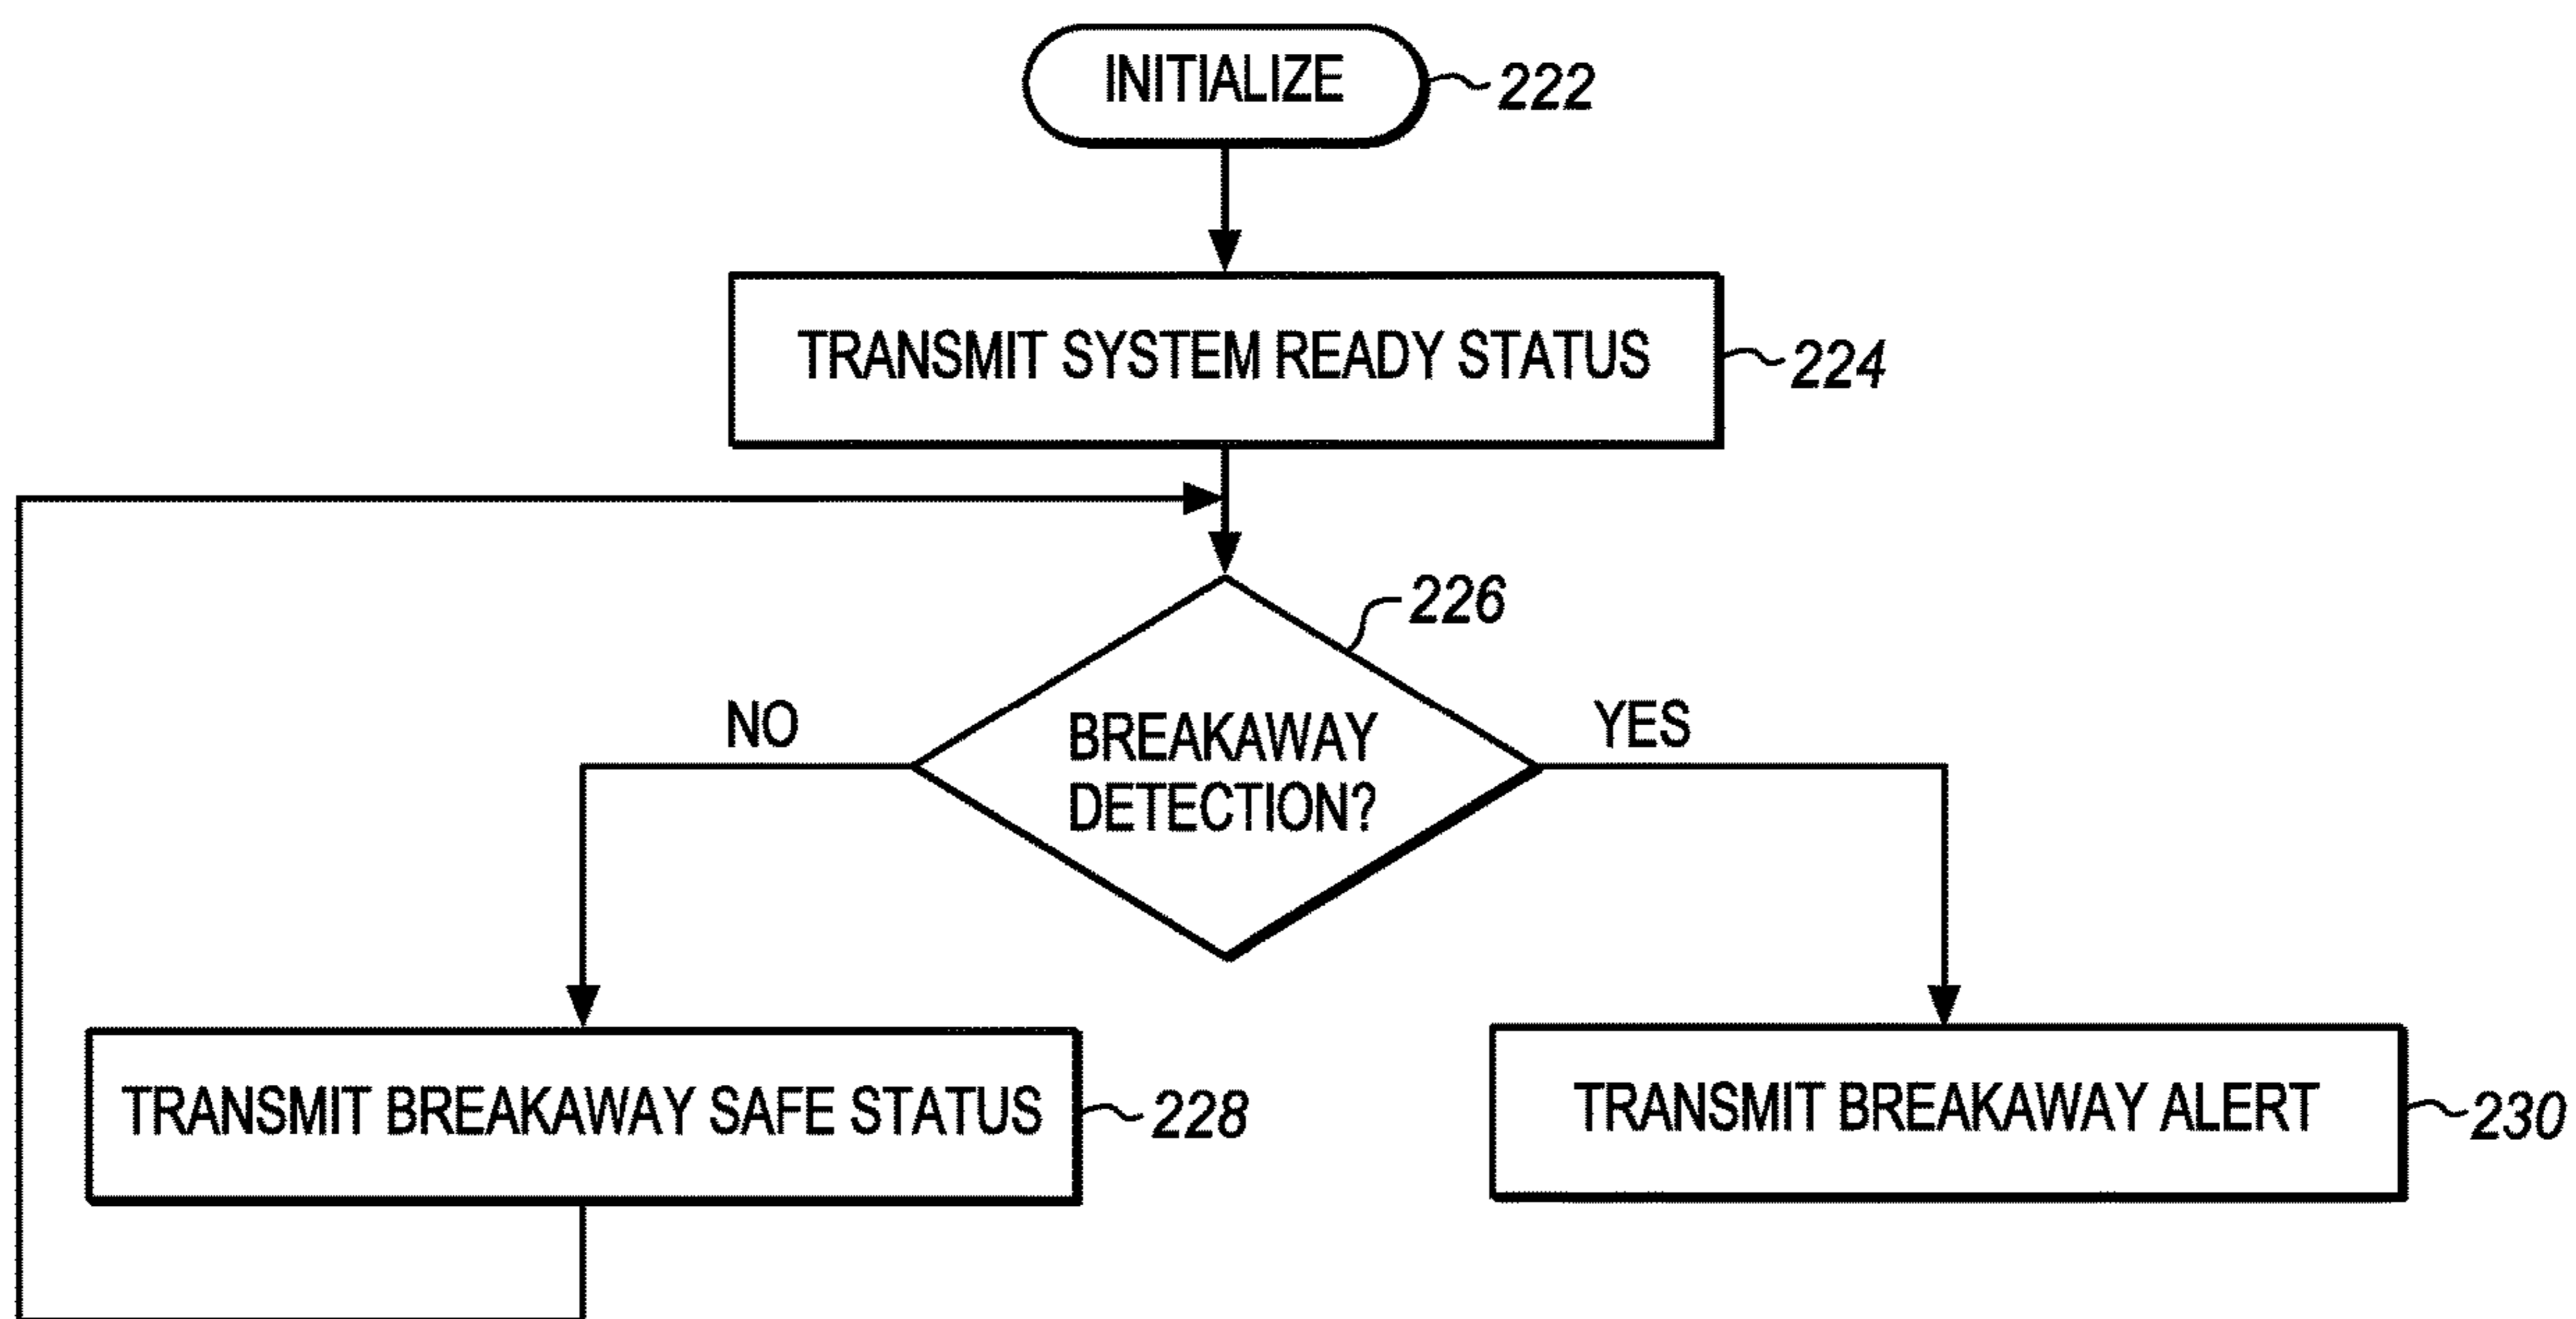 INITIALIZE
222
TRANSMIT SYSTEM READY STATUS
224
226
NO
YES
BREAKAWAY
DETECTION?
TRANSMIT BREAKAWAY SAFE STATUS
228
TRANSMIT BREAKAWAY ALERT
230